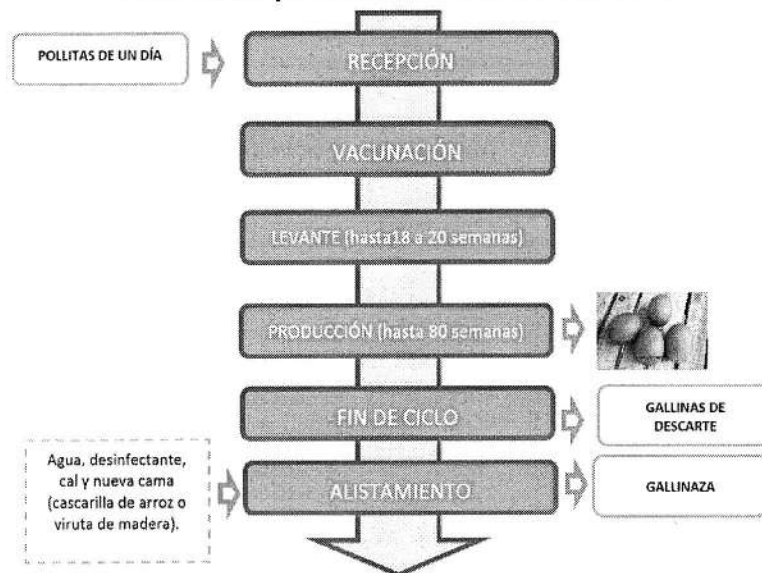 POLLITAS DE UN DÍA
RECEPCIÓN
VACUNACIÓN
LEVANTE (hasta18 a 20 semanas)
PRODUCCIÓN (hasta 80 semanas)
FIN DE CICLO
GALLINAS DE
DESCARTE
Agua, desinfectante,
cal y nueva cama
(cascarilla de arroz o
viruta de madera).
ALISTAMIENTO
GALLINAZA